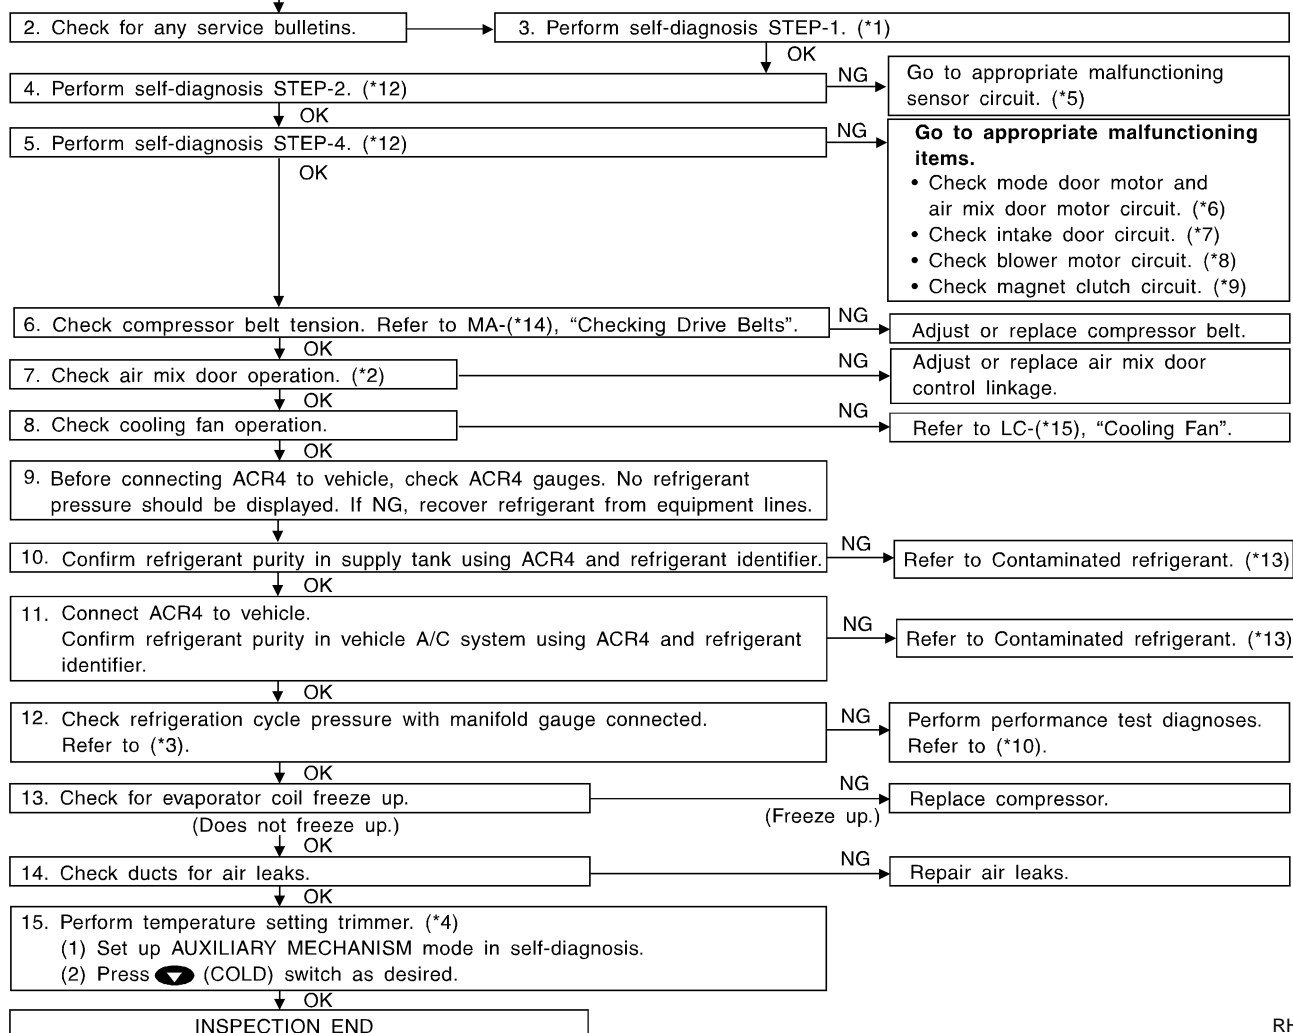 2. Check for any service bulletins.
3. Perform self-diagnosis STEP-1. (*1)
OK
4. Perform self-diagnosis STEP-2. (*12)
NG
Go to appropriate malfunctioning
sensor circuit. (*5)
OK
5. Perform self-diagnosis STEP-4. (*12)
NG
Go to appropriate malfunctioning
items.
• Check mode door motor and
air mix door motor circuit. (*6)
• Check intake door circuit. (*7)
• Check blower motor circuit. (*8)
• Check magnet clutch circuit. (*9)
OK
6. Check compressor belt tension. Refer to MA-(*14), “Checking Drive Belts”.
NG
Adjust or replace compressor belt.
OK
7. Check air mix door operation. (*2)
NG
Adjust or replace air mix door
control linkage.
OK
8. Check cooling fan operation.
NG
Refer to LC-(*15), “Cooling Fan”.
OK
9. Before connecting ACR4 to vehicle, check ACR4 gauges. No refrigerant
pressure should be displayed. If NG, recover refrigerant from equipment lines.
10. Confirm refrigerant purity in supply tank using ACR4 and refrigerant identifier.
NG
Refer to Contaminated refrigerant. (*13)
OK
11. Connect ACR4 to vehicle.
Confirm refrigerant purity in vehicle A/C system using ACR4 and refrigerant
identifier.
NG
Refer to Contaminated refrigerant. (*13)
OK
12. Check refrigeration cycle pressure with manifold gauge connected.
Refer to (*3).
NG
Perform performance test diagnoses.
Refer to (*10).
OK
13. Check for evaporator coil freeze up.
NG
(Freeze up.)
Replace compressor.
(Does not freeze up.)
OK
14. Check ducts for air leaks.
NG
Repair air leaks.
OK
15. Perform temperature setting trimmer. (*4)
(1) Set up AUXILIARY MECHANISM mode in self-diagnosis.
(2) Press (COLD) switch as desired.
OK
INSPECTION END